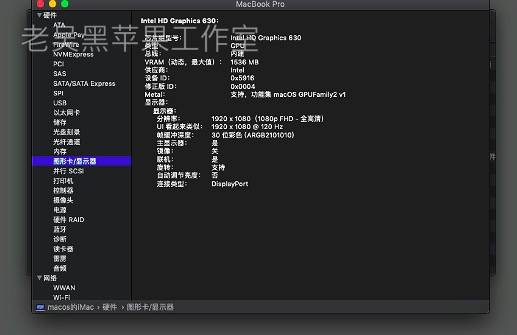 MacBook Pro
硬件
ATA
Apple Pay
FireWire
NVMExpress
PCI
SAS
SATA/SATA Express
SPI
USB
以太网卡
储存
光盘刻录
光纤通道
内存
图形卡/显示器
并行 SCSI
打印机
控制器
摄像头
电源
硬件 RAID
蓝牙
诊断
读卡器
雷雳
音频
网络
WWAN
Wi-Fi
Intel HD Graphics 630:
芯片组型号： Intel HD Graphics 630
类型： GPU
总线： 内建
VRAM（动态，最大值）： 1536 MB
供应商： Intel
设备 ID： 0x5916
修正版 ID： 0x0004
Metal： 支持，功能集 macOS GPUFamily2 v1
显示器：
显示器：
分辨率： 1920 x 1080（1080p FHD - 全高清）
UI 看起来类似： 1920 x 1080 @ 120 Hz
帧缓冲深度： 30 位彩色 (ARGB2101010)
主显示器： 是
镜像： 关
联机： 是
旋转： 支持
自动调节亮度： 否
连接类型： DisplayPort
macos的iMac › 硬件 › 图形卡/显示器
老吴黑苹果工作室